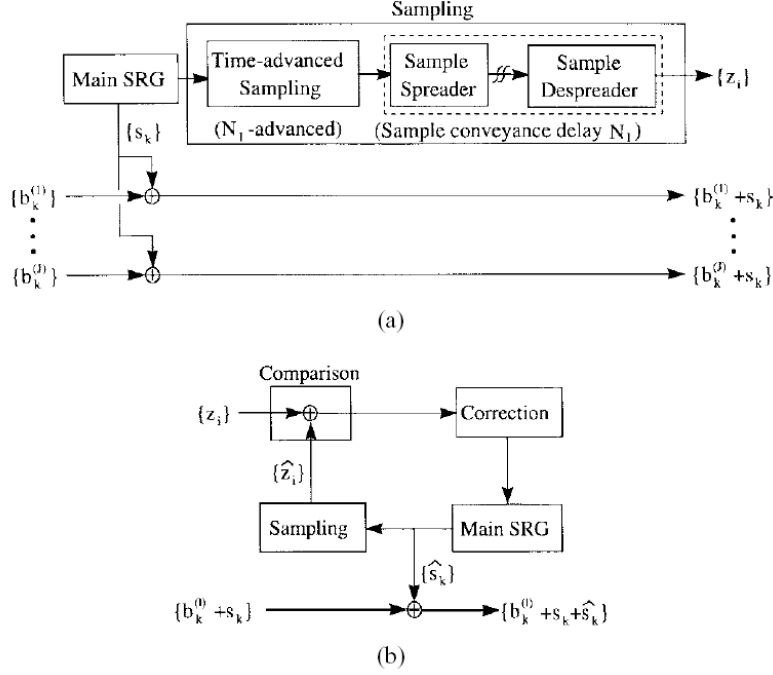 Sampling
Main SRG
Time-advanced
Sampling
Sample
Spreader
Sample
Despreader
{z_i}
(N_1-advanced)
(Sample conveyance delay N_1)
{s_k}
{b_k^(1)}
{b_k^(1)+s_k}
{b_k^(J)}
{b_k^(J)+s_k}
(a)
Comparison
{z_i}
Correction
{ẑ_i}
Sampling
Main SRG
{ŝ_k}
{b_k^(l)+s_k}
{b_k^(l)+s_k+ŝ_k}
(b)